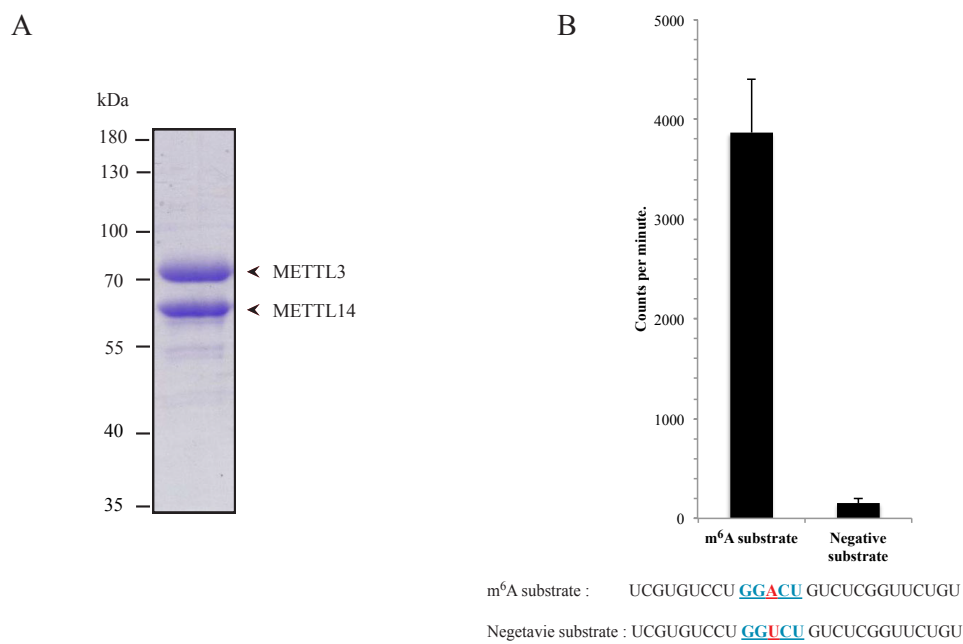 A
kDa
180
130
100
70
55
40
35
METTL3
METTL14
B
Counts per minute.
5000
4000
3000
2000
1000
0
m⁶A substrate
Negative
substrate
m⁶A substrate : UCGUGUCCU GGACU GUCUCGGUUCUGU
Negetavie substrate : UCGUGUCCU GGUCU GUCUCGGUUCUGU